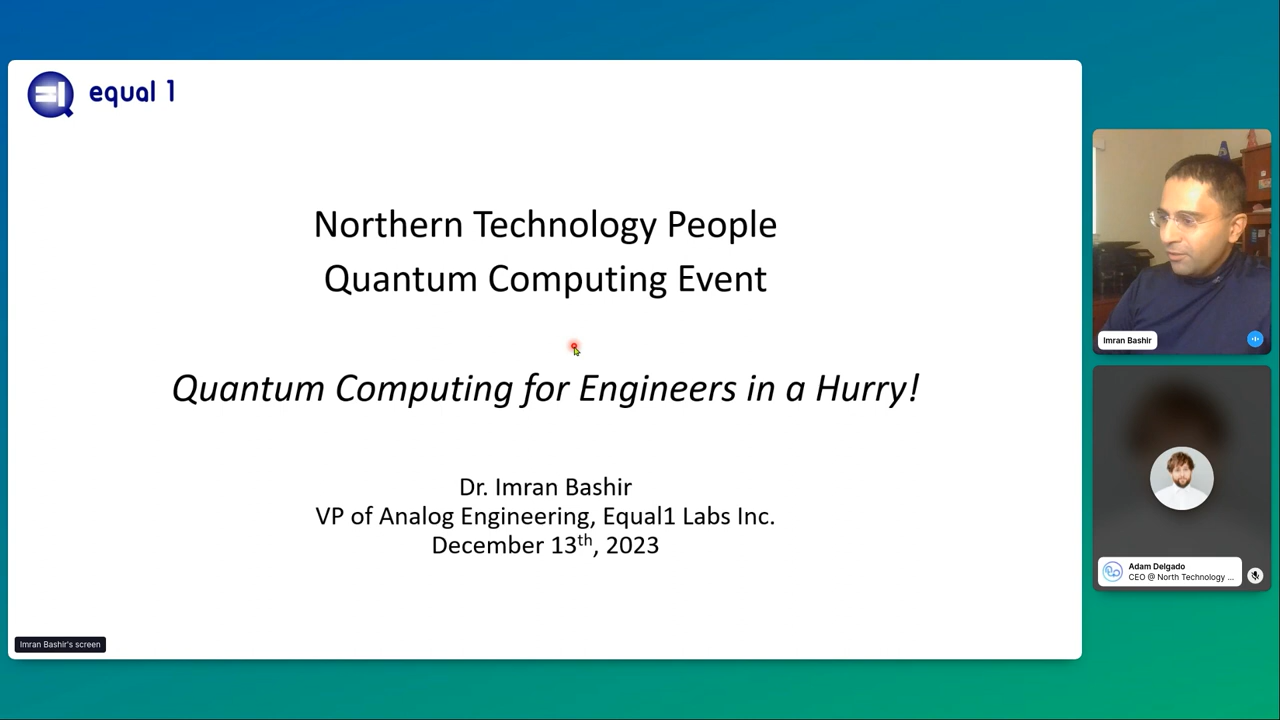 equal 1
Northern Technology People
Quantum Computing Event
Quantum Computing for Engineers in a Hurry!
Dr. Imran Bashir
VP of Analog Engineering, Equal1 Labs Inc.
December 13th, 2023
Imran Bashir's screen
Imran Bashir
Adam Delgado
CEO @ North Technology ...